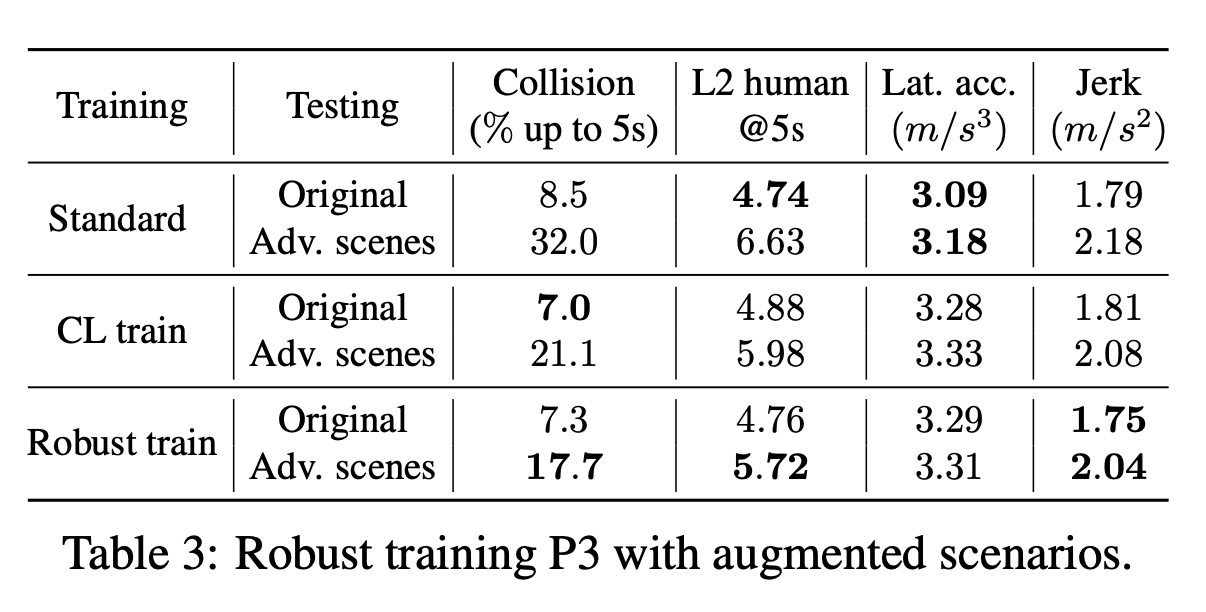 Training Testing Collision L2 human Lat. acc. Jerk
(% up to 5s) @5s (m/s³) (m/s²)
Standard Original 8.5 4.74 3.09 1.79
Adv. scenes 32.0 6.63 3.18 2.18
CL train Original 7.0 4.88 3.28 1.81
Adv. scenes 21.1 5.98 3.33 2.08
Robust train Original 7.3 4.76 3.29 1.75
Adv. scenes 17.7 5.72 3.31 2.04
Table 3: Robust training P3 with augmented scenarios.